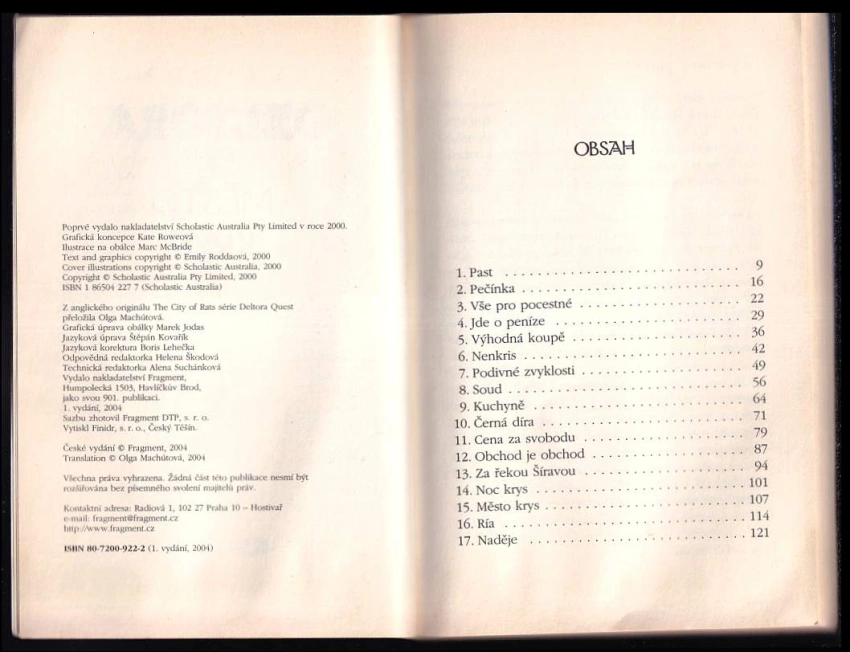 Poprvé vydalo nakladatelství Scholastic Australia Pty Limited v roce 2000.
Grafická koncepce Kate Roweová
Ilustrace na obálce Marc McBride
Text and graphics copyright © Emily Roddaová, 2000
Cover illustrations copyright © Scholastic Australia, 2000
Copyright © Scholastic Australia Pty Limited, 2000
ISBN 1 86504 227 7 (Scholastic Australia)
Z anglického originálu The City of Rats série Deltora Quest
přeložila Olga Machútová.
Grafická úprava obálky Marek Jodas
Jazyková úprava Štěpán Kovařík
Jazyková korektura Boris Lehečka
Odpovědná redaktorka Helena Škodová
Technická redaktorka Alena Suchánková
Vydalo nakladatelství Fragment,
Humpolecká 1503, Havlíčkův Brod,
jako svou 901. publikaci.
1. vydání, 2004
Sazbu zhotovil Fragment DTP, s. r. o.
Vytiskl Finidr, s. r. o., Český Těšín.
České vydání © Fragment, 2004
Translation © Olga Machútová, 2004
Všechna práva vyhrazena. Žádná část této publikace nesmí být
rozšiřována bez písemného svolení majitelů práv.
Kontaktní adresa: Radiová 1, 102 27 Praha 10 – Hostivař
e-mail: fragment@fragment.cz
http://www.fragment.cz
ISBN 80-7200-922-2 (1. vydání, 2004)
OBSAH
1. Past . . . . . . . . . . . . . . . . . . . . . . . . . . . 9
2. Pečínka . . . . . . . . . . . . . . . . . . . . . . . . . 16
3. Vše pro pocestné . . . . . . . . . . . . . . . . . . . 22
4. Jde o peníze . . . . . . . . . . . . . . . . . . . . . . 29
5. Výhodná koupě . . . . . . . . . . . . . . . . . . . . 36
6. Nenkris . . . . . . . . . . . . . . . . . . . . . . . . . 42
7. Podivné zvyklosti . . . . . . . . . . . . . . . . . . . 49
8. Soud . . . . . . . . . . . . . . . . . . . . . . . . . . . 56
9. Kuchyně . . . . . . . . . . . . . . . . . . . . . . . . 64
10. Černá díra . . . . . . . . . . . . . . . . . . . . . . . 71
11. Cena za svobodu . . . . . . . . . . . . . . . . . . 79
12. Obchod je obchod . . . . . . . . . . . . . . . . . 87
13. Za řekou Šíravou . . . . . . . . . . . . . . . . . . 94
14. Noc krys . . . . . . . . . . . . . . . . . . . . . . . . 101
15. Město krys . . . . . . . . . . . . . . . . . . . . . . 107
16. Ría . . . . . . . . . . . . . . . . . . . . . . . . . . . . 114
17. Naděje . . . . . . . . . . . . . . . . . . . . . . . . . 121